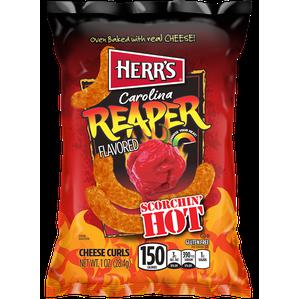 Oven Baked with real CHEESE!
HERR'S
Carolina
REAPER
FLAVORED
SCORCHIN'
HOT
GLUTEN FREE
CHEESE CURLS
NET WT. 1 OZ. (28.4g)
150
CALORIES